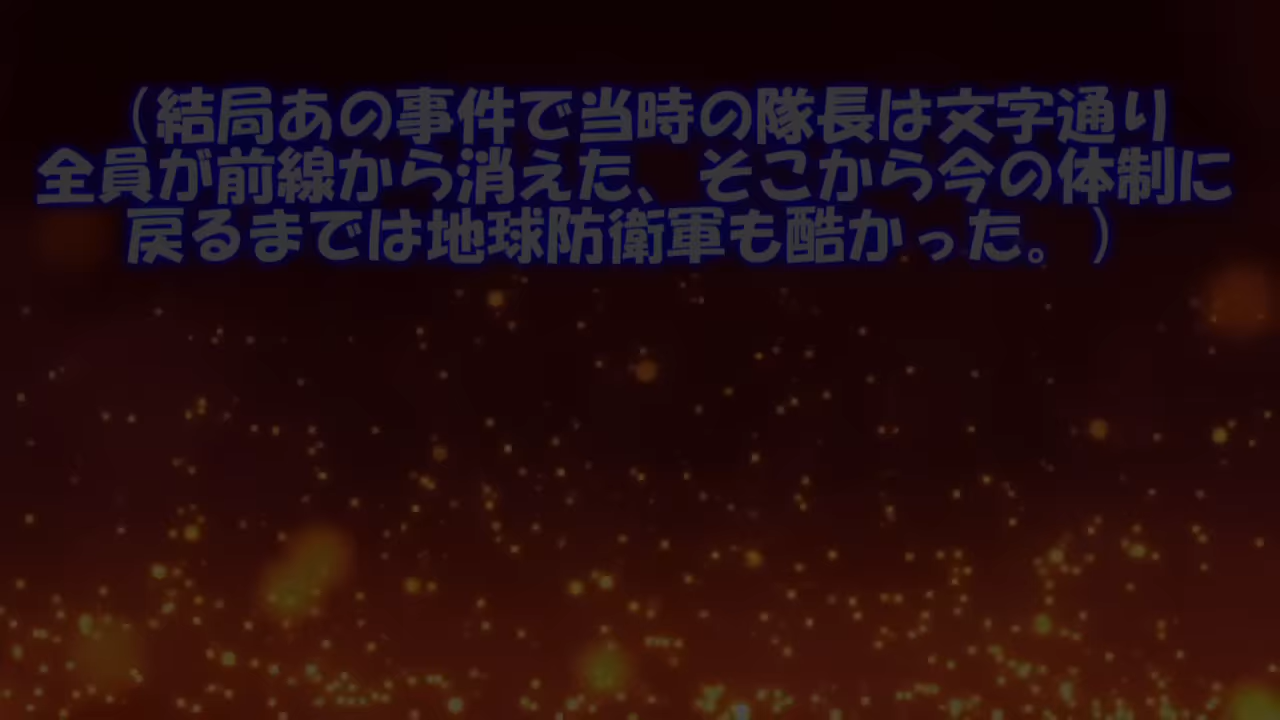 （結局あの事件で当時の隊長は文字通り
全員が前線から消えた、そこから今の体制に
戻るまでは地球防衛軍も酷かった。）